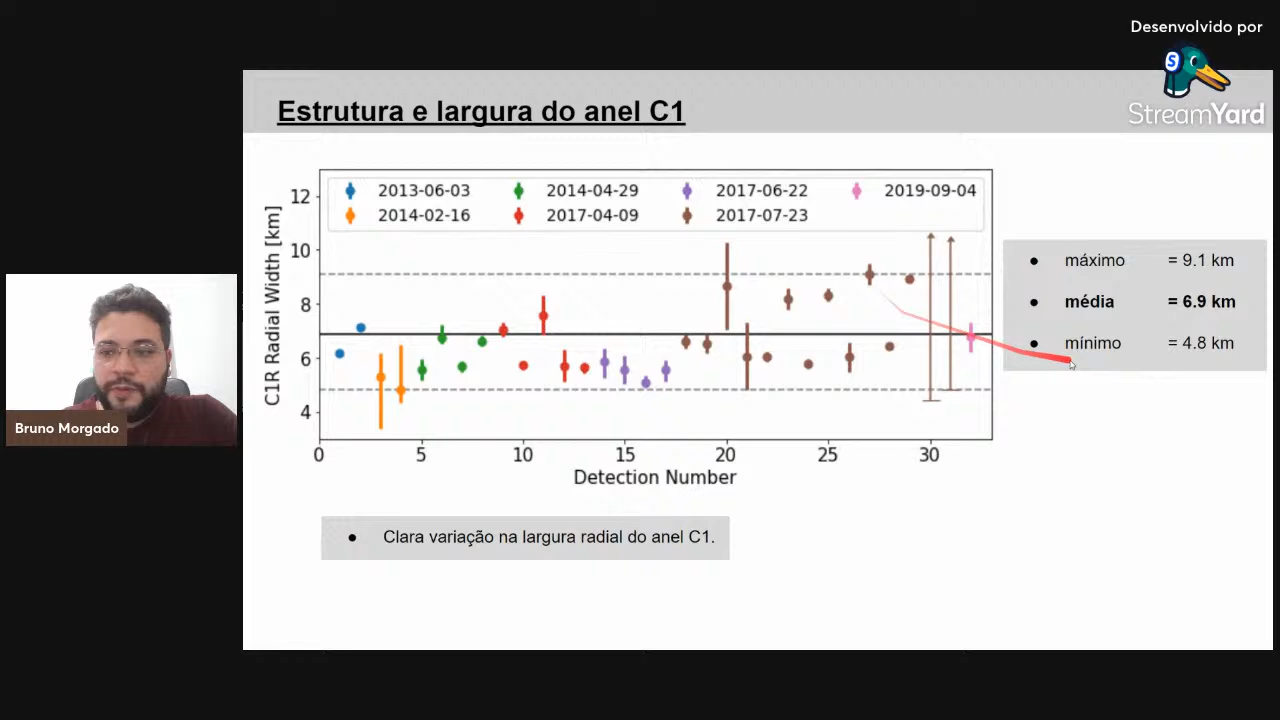 Desenvolvido por
S
StreamYard
Estrutura e largura do anel C1
C1R Radial Width [km]
12
10
8
6
4
2013-06-03
2014-02-16
2014-04-29
2017-04-09
2017-06-22
2017-07-23
2019-09-04
0 5 10 15 20 25 30
Detection Number
● máximo = 9.1 km
● média = 6.9 km
● mínimo = 4.8 km
Bruno Morgado
● Clara variação na largura radial do anel C1.